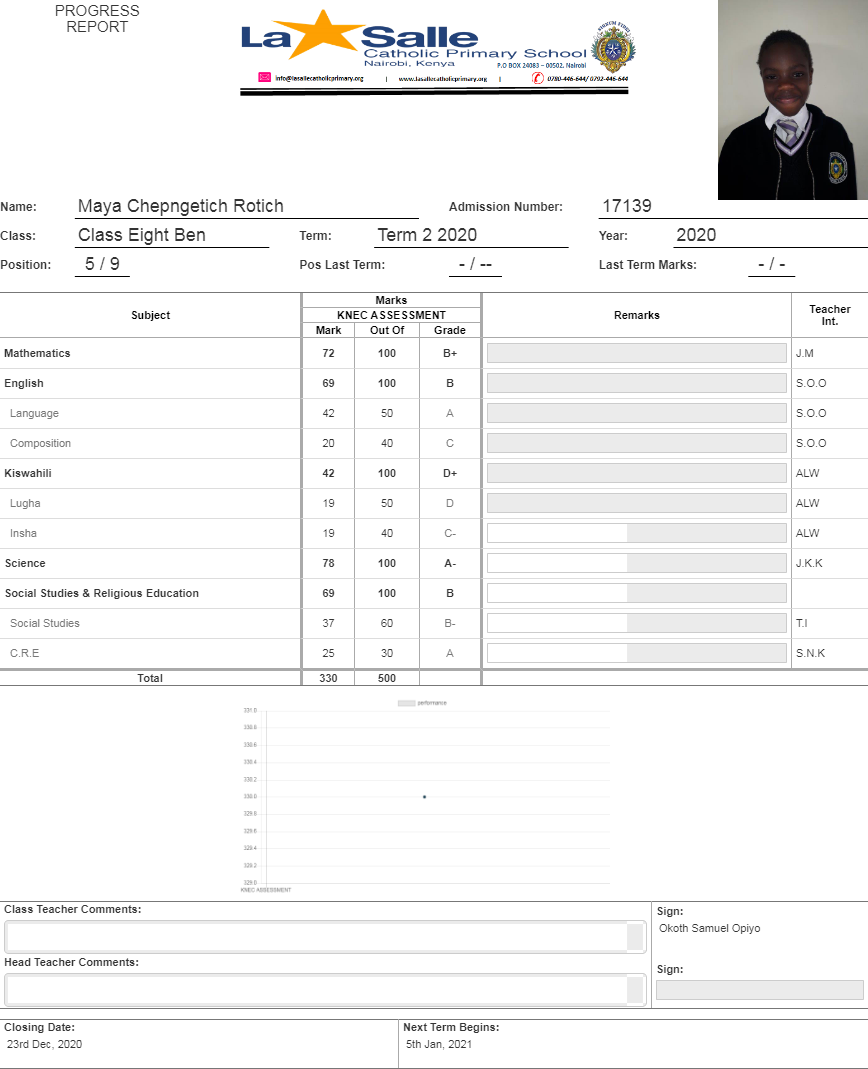 PROGRESS
REPORT
La Salle
Catholic Primary School
Nairobi, Kenya
P.O BOX 24083 – 00502, Nairobi
info@lasallecatholicprimary.org | www.lasallecatholicprimary.org | 0780-446-644/ 0792-446-644
Name: Maya Chepngetich Rotich Admission Number: 17139
Class: Class Eight Ben Term: Term 2 2020 Year: 2020
Position: 5 / 9 Pos Last Term: - / -- Last Term Marks: - / -
Subject Marks Remarks Teacher Int.
KNEC ASSESSMENT
Mark Out Of Grade
Mathematics 72 100 B+ J.M
English 69 100 B S.O.O
Language 42 50 A S.O.O
Composition 20 40 C S.O.O
Kiswahili 42 100 D+ ALW
Lugha 19 50 D ALW
Insha 19 40 C- ALW
Science 78 100 A- J.K.K
Social Studies & Religious Education 69 100 B
Social Studies 37 60 B- T.I
C.R.E 25 30 A S.N.K
Total 330 500
performance
331.0
330.8
330.6
330.4
330.2
330.0
329.8
329.6
329.4
329.2
329.0
KNEC ASSESSMENT
Class Teacher Comments: Sign:
Okoth Samuel Opiyo
Head Teacher Comments: Sign:
Closing Date: Next Term Begins:
23rd Dec, 2020 5th Jan, 2021